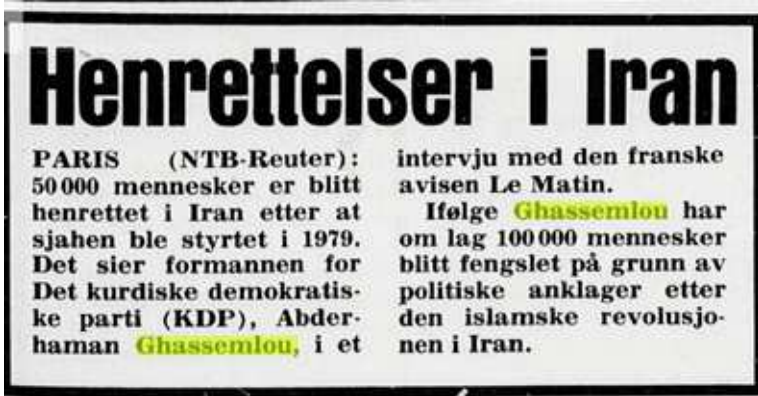 Henrettelser i Iran
PARIS (NTB-Reuter):
50 000 mennesker er blitt
henrettet i Iran etter at
sjahen ble styrtet i 1979.
Det sier formannen for
Det kurdiske demokratis-
ke parti (KDP), Abder-
haman Ghassemlou, i et
intervju med den franske
avisen Le Matin.
Ifølge Ghassemlou har
om lag 100 000 mennesker
blitt fengslet på grunn av
politiske anklager etter
den islamske revolusjo-
nen i Iran.